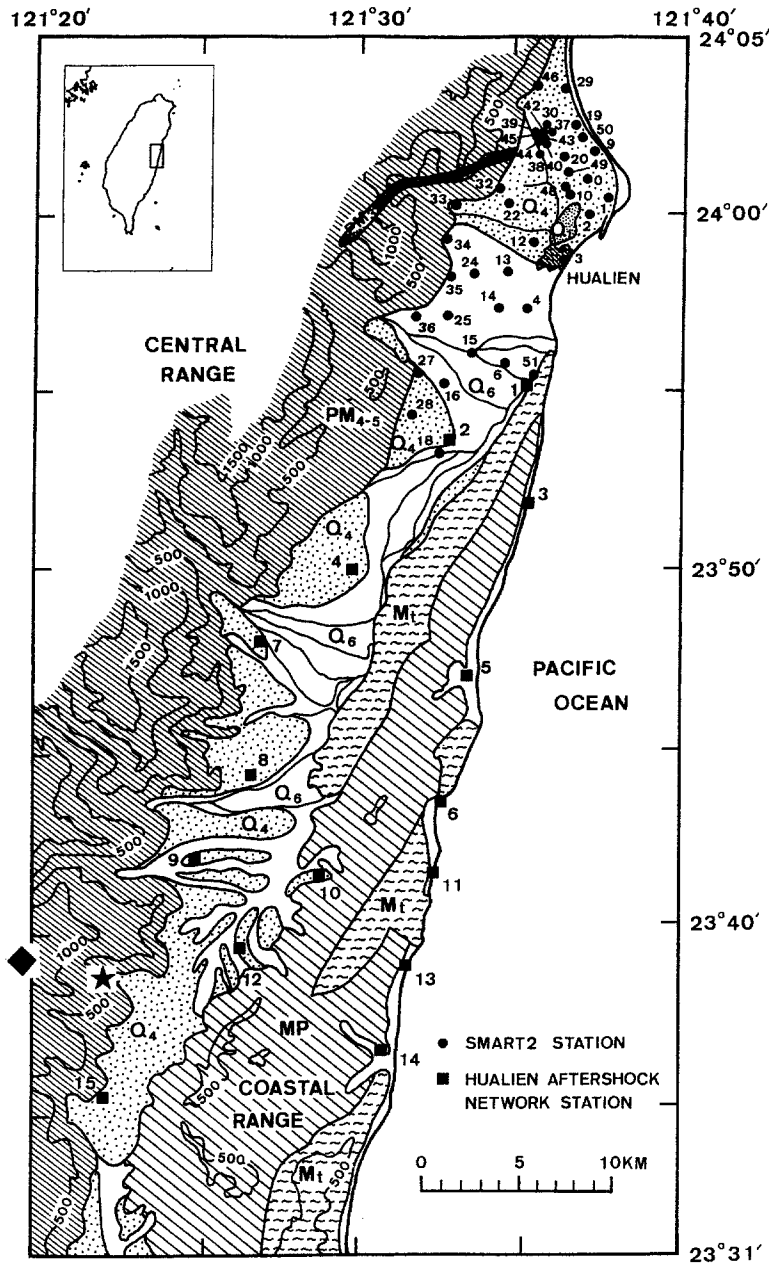 121°20′ 121°30′ 121°40′
24°05′
46 29
500
42 30 19
39 37 50
45 43 9
44 20 49
38 40
32 0
48 10
33 22 Q4 1
24°00′
1000 Q 2
34 12 3
500 24 13 HUALIEN
35
14 4
36 25
15
CENTRAL
RANGE
27 51
500 6
16 Q6 1
PM4-5 28
Q4 18 2
1500
1000
500
3
Q4
500 4 23°50′
1000
Mt
Q6
7
1500 5
PACIFIC
OCEAN
8
Q6
6
Q4
500
9
10 11
Mt 23°40′
1000
12
500 13
Q4 MP
14
SMART2 STATION
15 COASTAL
HUALIEN AFTERSHOCK
NETWORK STATION
500 RANGE
500
0 5 10KM
Mt 500
500
23°31′